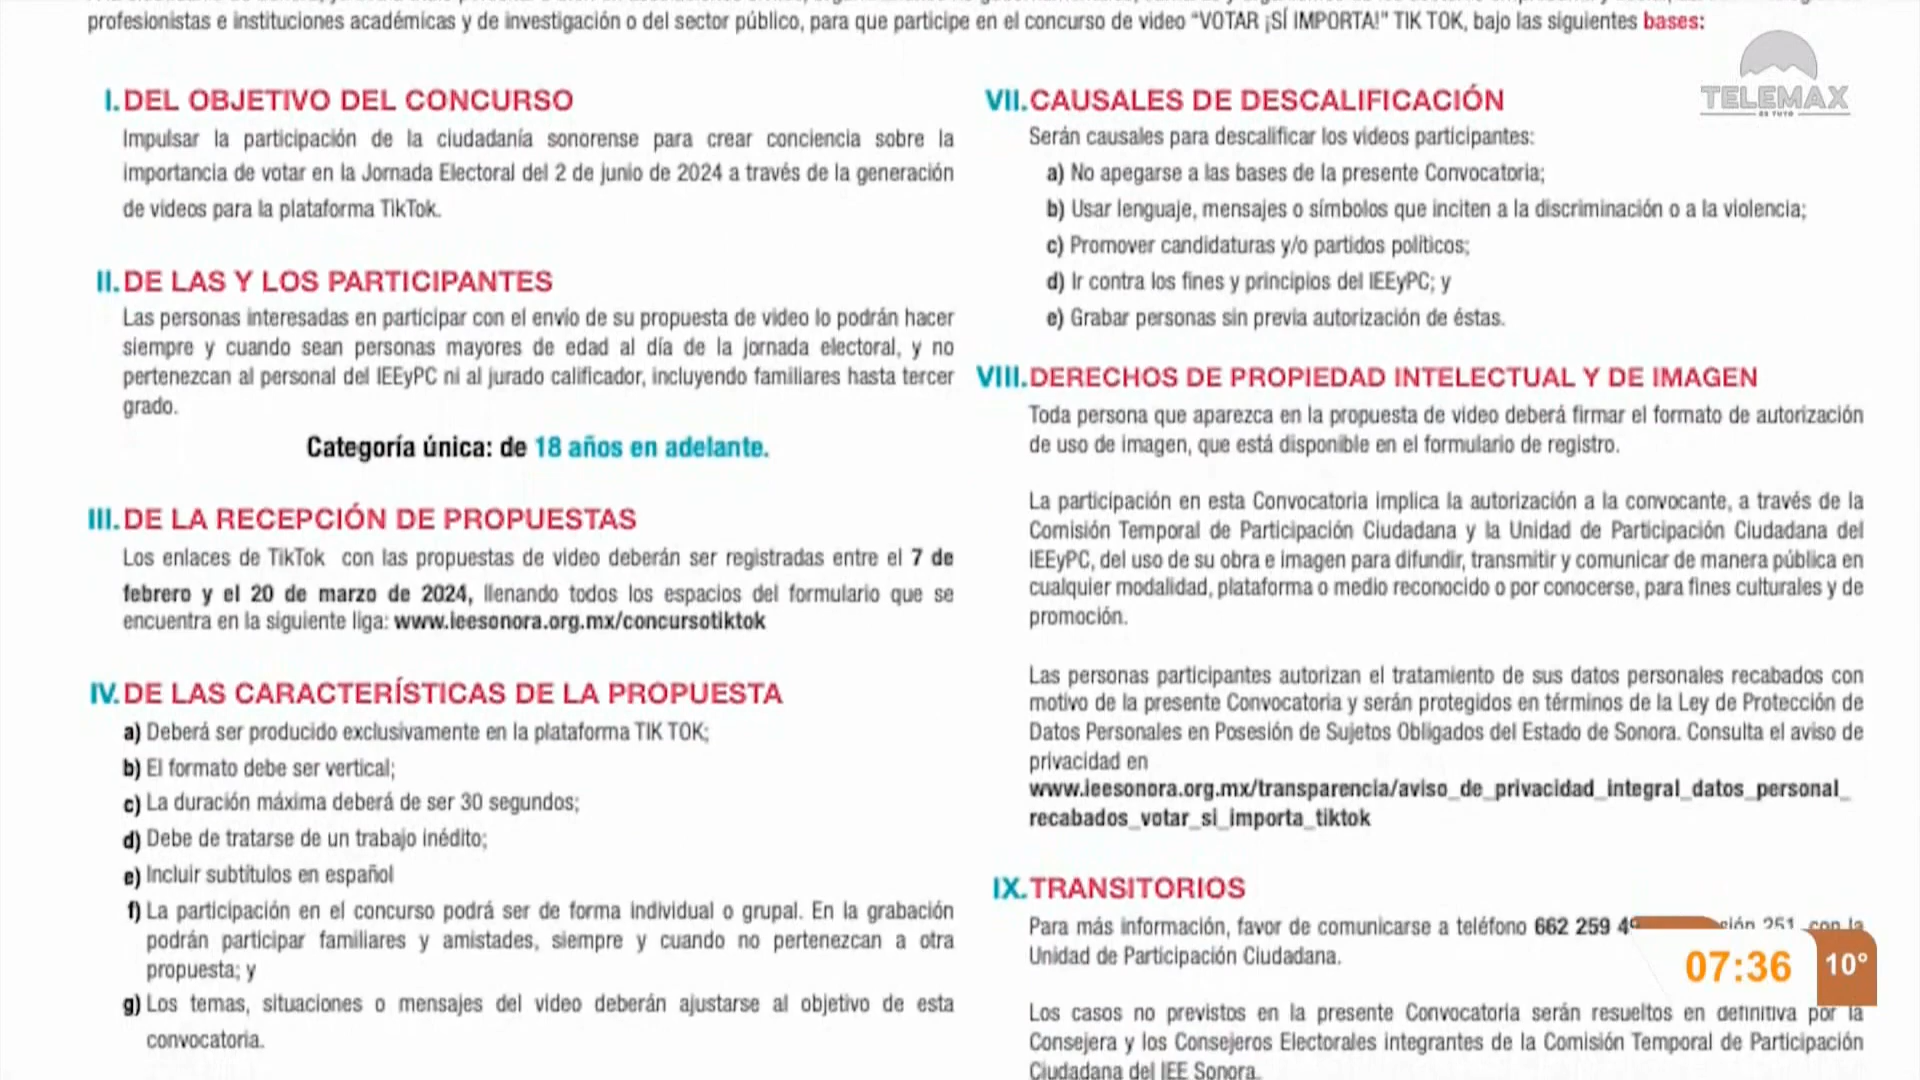 profesionistas e instituciones académicas y de investigación o del sector público, para que participe en el concurso de video “VOTAR ¡SÍ IMPORTA!” TIK TOK, bajo las siguientes bases:
I. DEL OBJETIVO DEL CONCURSO
Impulsar la participación de la ciudadanía sonorense para crear conciencia sobre la
importancia de votar en la Jornada Electoral del 2 de junio de 2024 a través de la generación
de videos para la plataforma TikTok.
II. DE LAS Y LOS PARTICIPANTES
Las personas interesadas en participar con el envío de su propuesta de video lo podrán hacer
siempre y cuando sean personas mayores de edad al día de la jornada electoral, y no
pertenezcan al personal del IEEyPC ni al jurado calificador, incluyendo familiares hasta tercer
grado.
Categoría única: de 18 años en adelante.
III. DE LA RECEPCIÓN DE PROPUESTAS
Los enlaces de TikTok con las propuestas de video deberán ser registradas entre el 7 de
febrero y el 20 de marzo de 2024, llenando todos los espacios del formulario que se
encuentra en la siguiente liga: www.ieesonora.org.mx/concursotiktok
IV. DE LAS CARACTERÍSTICAS DE LA PROPUESTA
a) Deberá ser producido exclusivamente en la plataforma TIK TOK;
b) El formato debe ser vertical;
c) La duración máxima deberá de ser 30 segundos;
d) Debe de tratarse de un trabajo inédito;
e) Incluir subtítulos en español
f) La participación en el concurso podrá ser de forma individual o grupal. En la grabación
podrán participar familiares y amistades, siempre y cuando no pertenezcan a otra
propuesta; y
g) Los temas, situaciones o mensajes del video deberán ajustarse al objetivo de esta
convocatoria.
VII. CAUSALES DE DESCALIFICACIÓN
Serán causales para descalificar los videos participantes:
a) No apegarse a las bases de la presente Convocatoria;
b) Usar lenguaje, mensajes o símbolos que inciten a la discriminación o a la violencia;
c) Promover candidaturas y/o partidos políticos;
d) Ir contra los fines y principios del IEEyPC; y
e) Grabar personas sin previa autorización de éstas.
VIII. DERECHOS DE PROPIEDAD INTELECTUAL Y DE IMAGEN
Toda persona que aparezca en la propuesta de video deberá firmar el formato de autorización
de uso de imagen, que está disponible en el formulario de registro.
La participación en esta Convocatoria implica la autorización a la convocante, a través de la
Comisión Temporal de Participación Ciudadana y la Unidad de Participación Ciudadana del
IEEyPC, del uso de su obra e imagen para difundir, transmitir y comunicar de manera pública en
cualquier modalidad, plataforma o medio reconocido o por conocerse, para fines culturales y de
promoción.
Las personas participantes autorizan el tratamiento de sus datos personales recabados con
motivo de la presente Convocatoria y serán protegidos en términos de la Ley de Protección de
Datos Personales en Posesión de Sujetos Obligados del Estado de Sonora. Consulta el aviso de
privacidad en
www.ieesonora.org.mx/transparencia/aviso_de_privacidad_integral_datos_personal_
recabados_votar_si_importa_tiktok
IX. TRANSITORIOS
Para más información, favor de comunicarse a teléfono 662 259 251, con la
Unidad de Participación Ciudadana.
Los casos no previstos en la presente Convocatoria serán resueltos en definitiva por la
Consejera y los Consejeros Electorales integrantes de la Comisión Temporal de Participación
Ciudadana del IEE Sonora.
TELEMAX
ES TUYO
07:36
10°